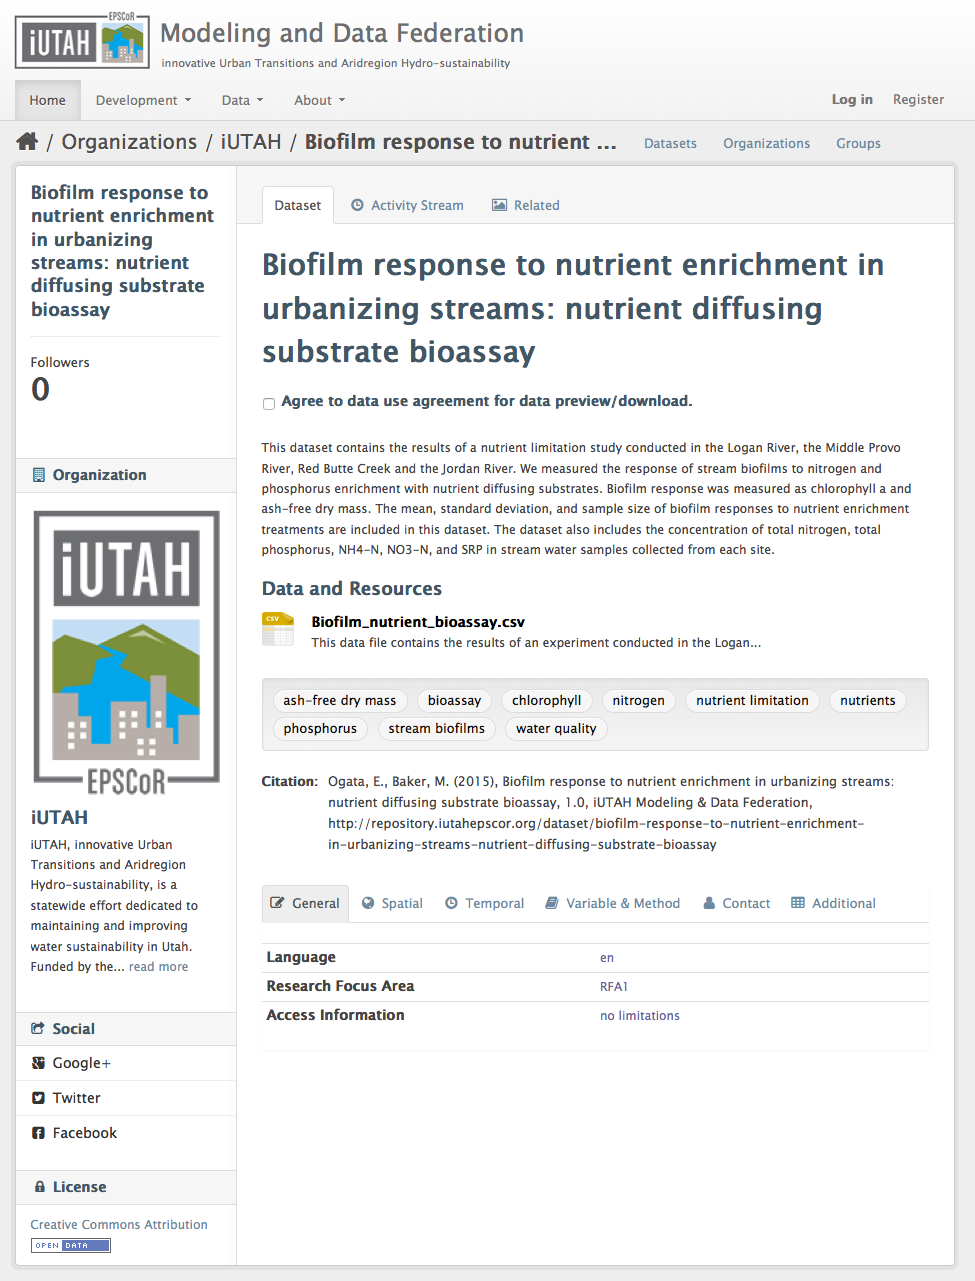 EPSCoR
iUTAH
Modeling and Data Federation
innovative Urban Transitions and Aridregion Hydro-sustainability
Home Development Data About Log in Register
/ Organizations / iUTAH / Biofilm response to nutrient ... Datasets Organizations Groups
Biofilm response to
nutrient enrichment
in urbanizing
streams: nutrient
diffusing substrate
bioassay
Followers
0
Organization
iUTAH
EPSCoR
iUTAH
iUTAH, innovative Urban
Transitions and Aridregion
Hydro-sustainability, is a
statewide effort dedicated to
maintaining and improving
water sustainability in Utah.
Funded by the... read more
Social
Google+
Twitter
Facebook
License
Creative Commons Attribution
OPEN DATA
Dataset Activity Stream Related
Biofilm response to nutrient enrichment in
urbanizing streams: nutrient diffusing
substrate bioassay
Agree to data use agreement for data preview/download.
This dataset contains the results of a nutrient limitation study conducted in the Logan River, the Middle Provo
River, Red Butte Creek and the Jordan River. We measured the response of stream biofilms to nitrogen and
phosphorus enrichment with nutrient diffusing substrates. Biofilm response was measured as chlorophyll a and
ash-free dry mass. The mean, standard deviation, and sample size of biofilm responses to nutrient enrichment
treatments are included in this dataset. The dataset also includes the concentration of total nitrogen, total
phosphorus, NH4-N, NO3-N, and SRP in stream water samples collected from each site.
Data and Resources
CSV
Biofilm_nutrient_bioassay.csv
This data file contains the results of an experiment conducted in the Logan...
ash-free dry mass bioassay chlorophyll nitrogen nutrient limitation nutrients
phosphorus stream biofilms water quality
Citation: Ogata, E., Baker, M. (2015), Biofilm response to nutrient enrichment in urbanizing streams:
nutrient diffusing substrate bioassay, 1.0, iUTAH Modeling & Data Federation,
http://repository.iutahepscor.org/dataset/biofilm-response-to-nutrient-enrichment-
in-urbanizing-streams-nutrient-diffusing-substrate-bioassay
General Spatial Temporal Variable & Method Contact Additional
Language en
Research Focus Area RFA1
Access Information no limitations